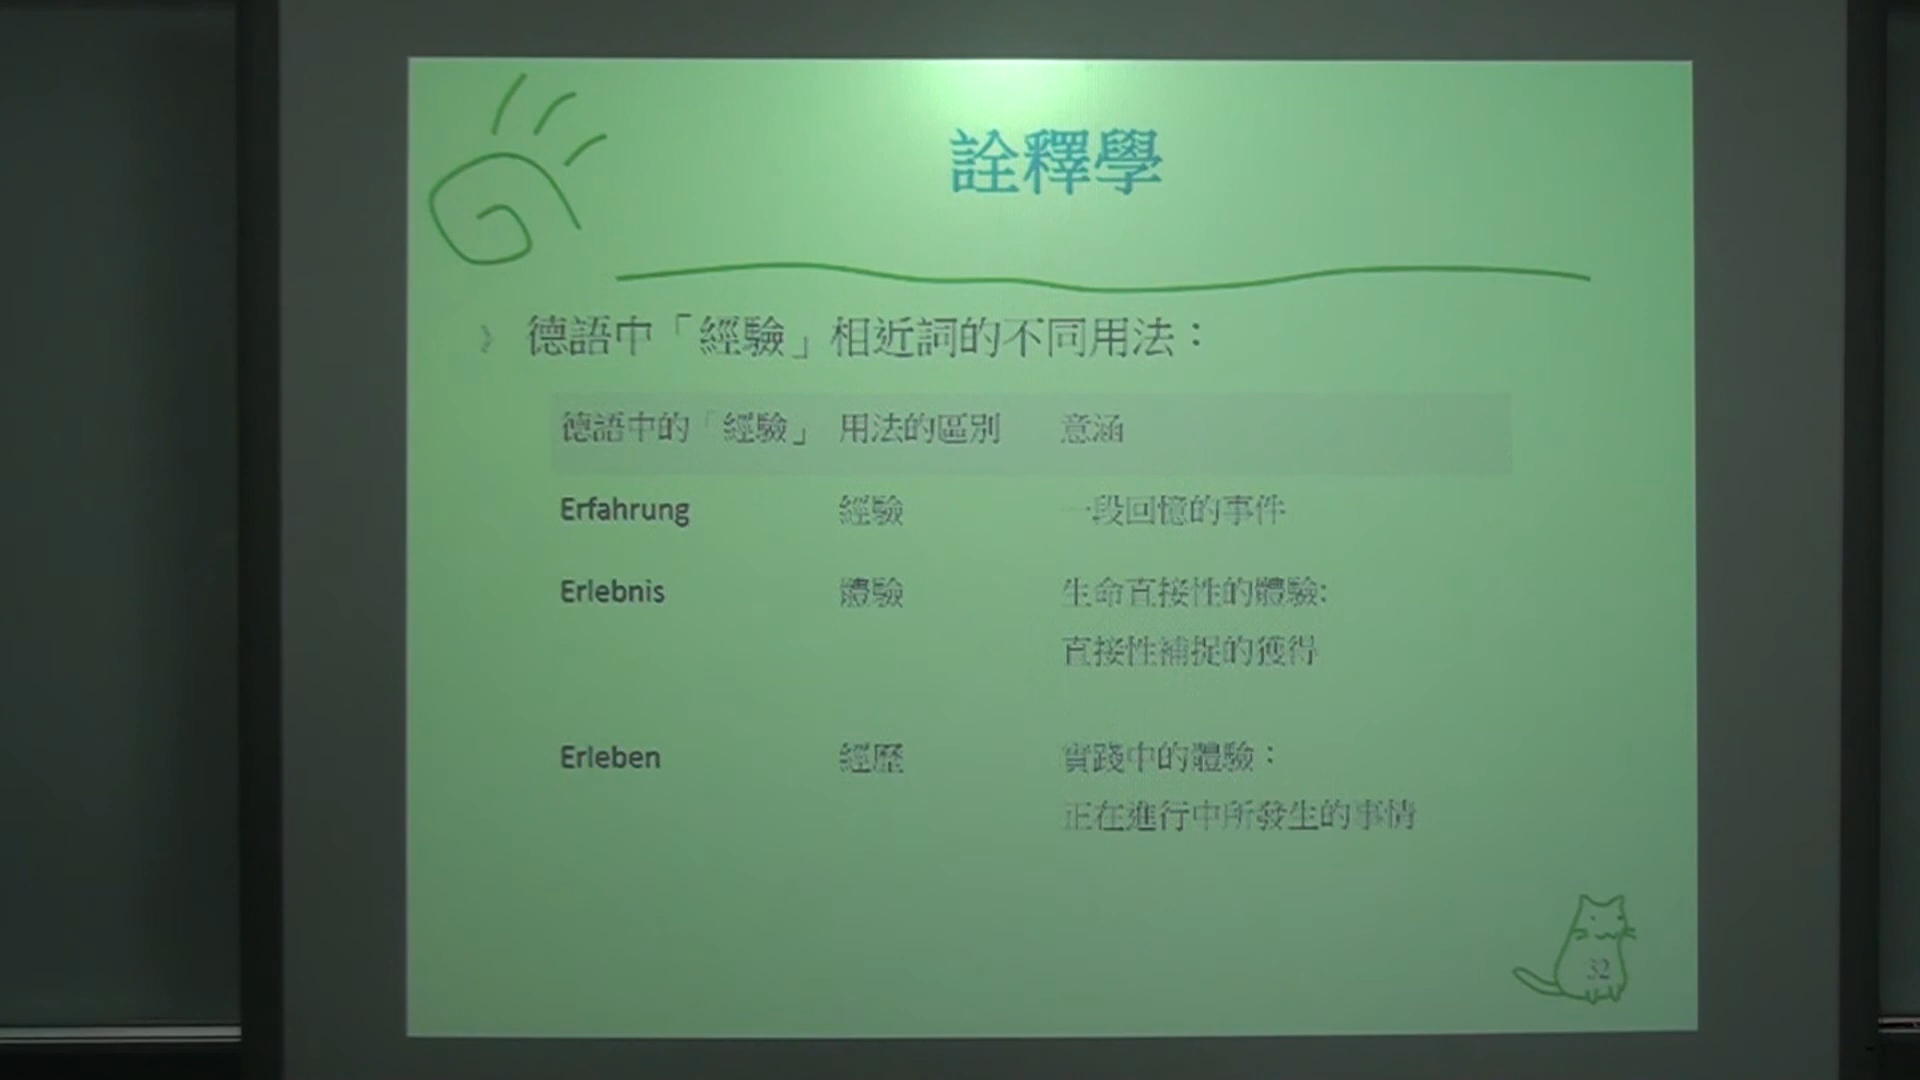 詮釋學
德語中「經驗」相近詞的不同用法：
德語中的「經驗」 用法的區別 意涵
Erfahrung 經驗 一段回憶的事件
Erlebnis 體驗 生命直接性的體驗:
直接性補捉的獲得
Erleben 經歷 實踐中的體驗：
正在進行中所發生的事情
32